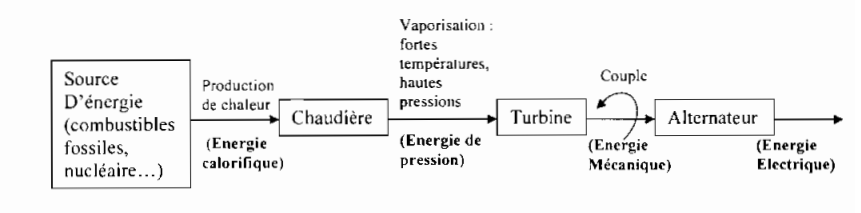 Source
D'énergie
(combustibles
fossiles,
nucléaire…)
Production
de chaleur
(Energie
calorifique)
Chaudière
Vaporisation :
fortes
températures,
hautes
pressions
(Energie de
pression)
Turbine
Couple
(Energie
Mécanique)
Alternateur
(Energie
Electrique)